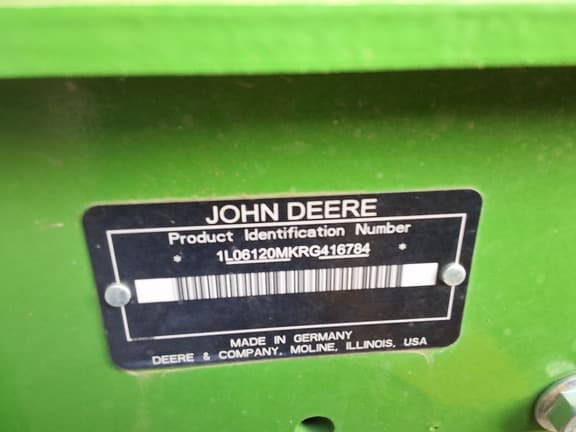 JOHN DEERE
Product Identification Number
* 1L06120MKRG416784 *
MADE IN GERMANY
DEERE & COMPANY, MOLINE, ILLINOIS, USA